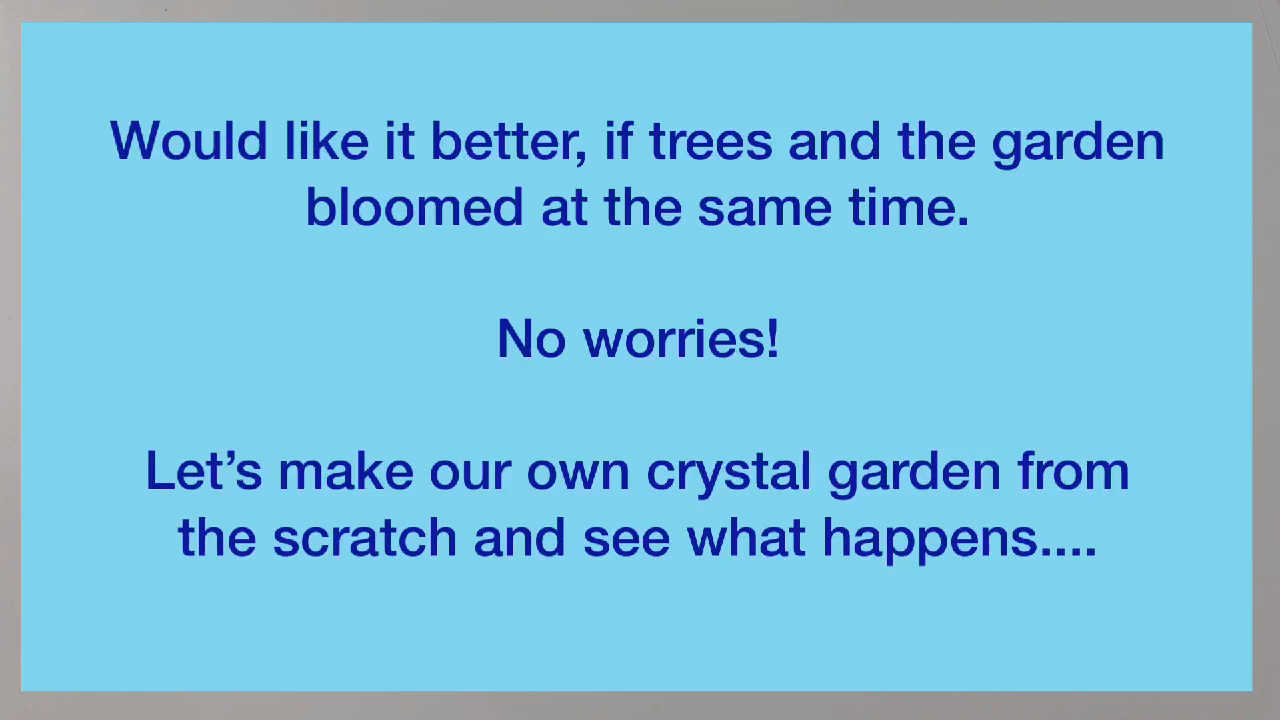 Would like it better, if trees and the garden
bloomed at the same time.
No worries!
Let’s make our own crystal garden from
the scratch and see what happens....